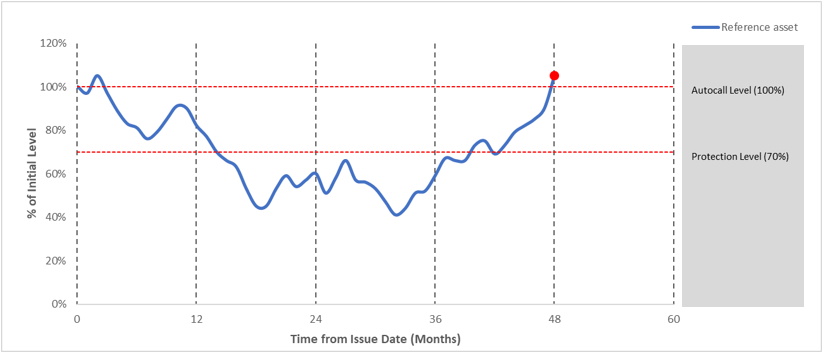 Reference asset
120%
100%
80%
60%
40%
20%
0%
% of Initial Level
Autocall Level (100%)
Protection Level (70%)
0 12 24 36 48 60
Time from Issue Date (Months)